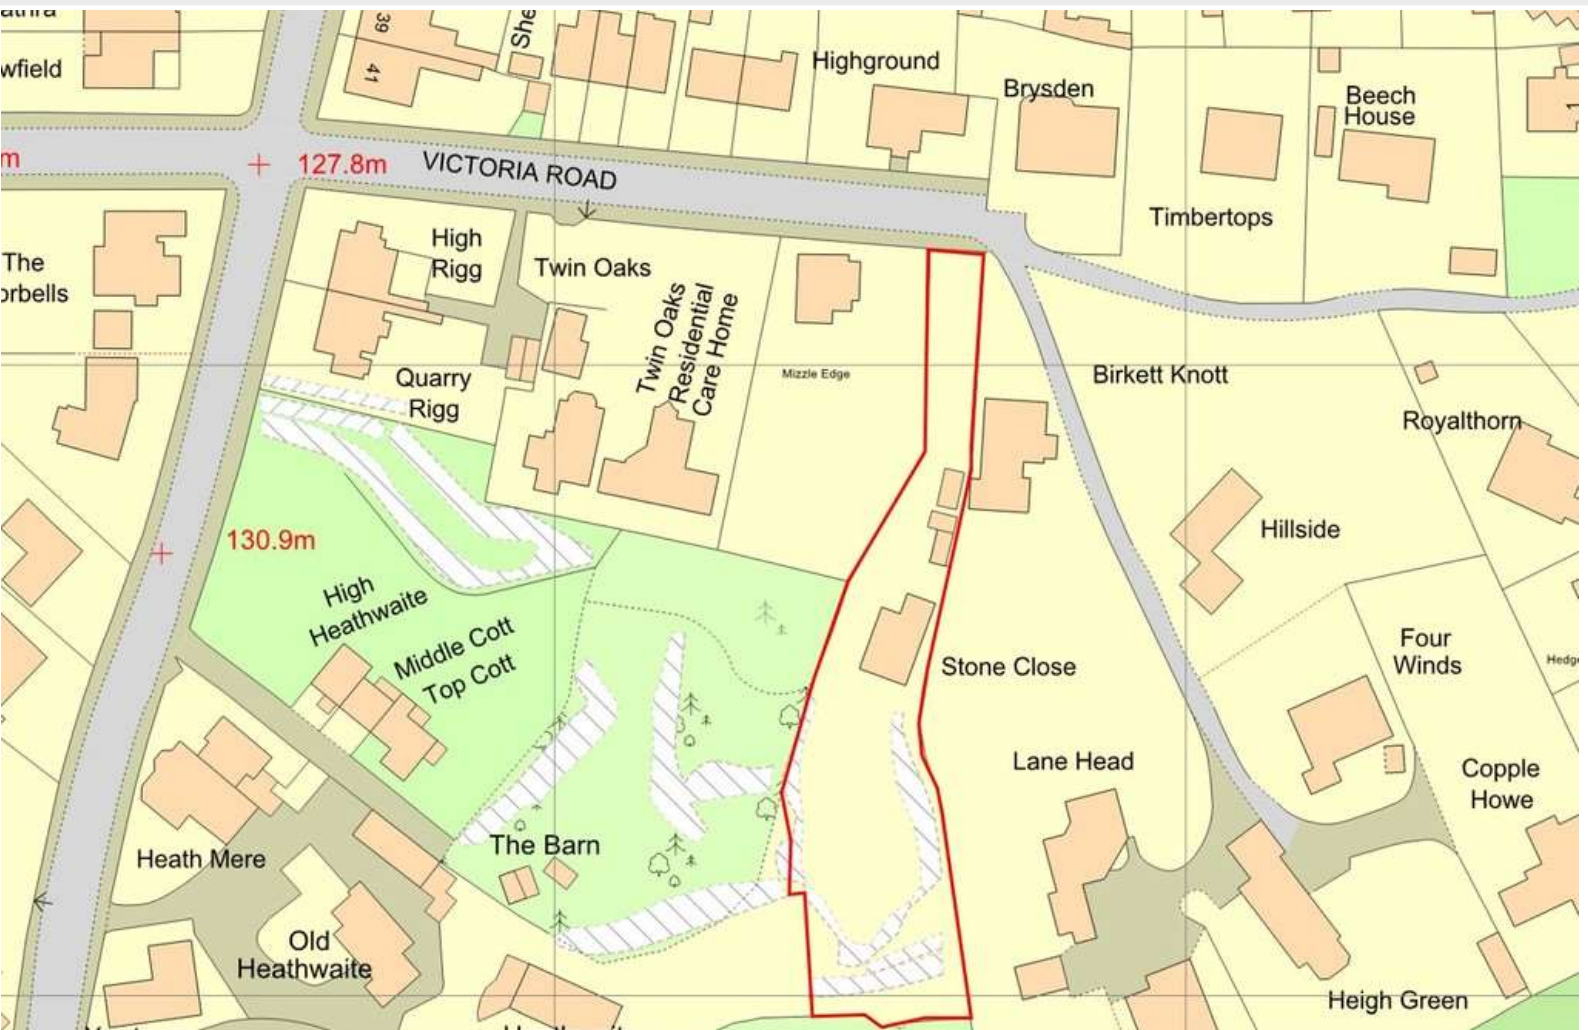 39
41
She
Highground
Brysden
Beech
House
wfield
m
127.8m
VICTORIA ROAD
Timbertops
High
Rigg
Twin Oaks
Twin Oaks
Residential
Care Home
The
orbells
Mizzle Edge
Birkett Knott
Quarry
Rigg
Royalthorn
130.9m
Hillside
High
Heathwaite
Middle Cott
Top Cott
Stone Close
Four
Winds
Hedge
Lane Head
Copple
Howe
The Barn
Heath Mere
Old
Heathwaite
Heigh Green